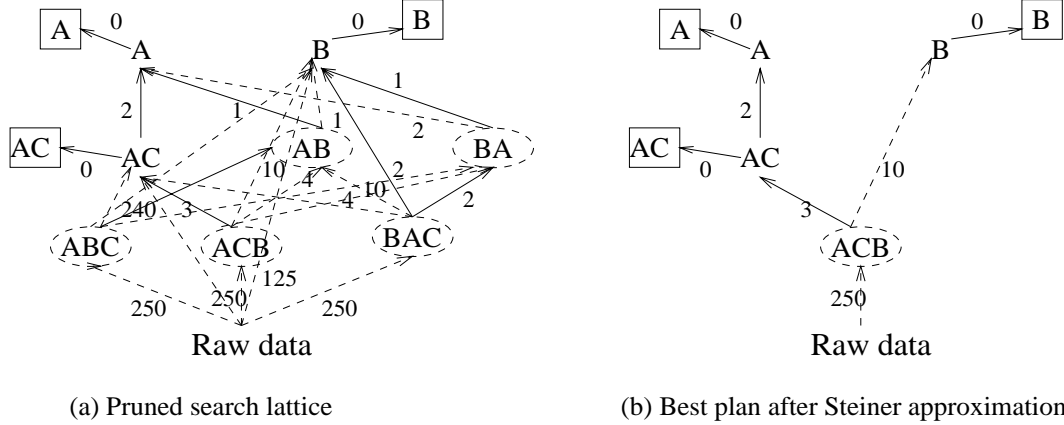 A 0 0 B
A B
A 0 0 B
A B
2 1 1 1 2
2 10
AC 0 AC AB BA
AC 0 AC
10 4 2 10
240 3 4 2
3
ABC ACB BAC
ACB
250 250 125 250
250
Raw data
Raw data
(a) Pruned search lattice
(b) Best plan after Steiner approximation